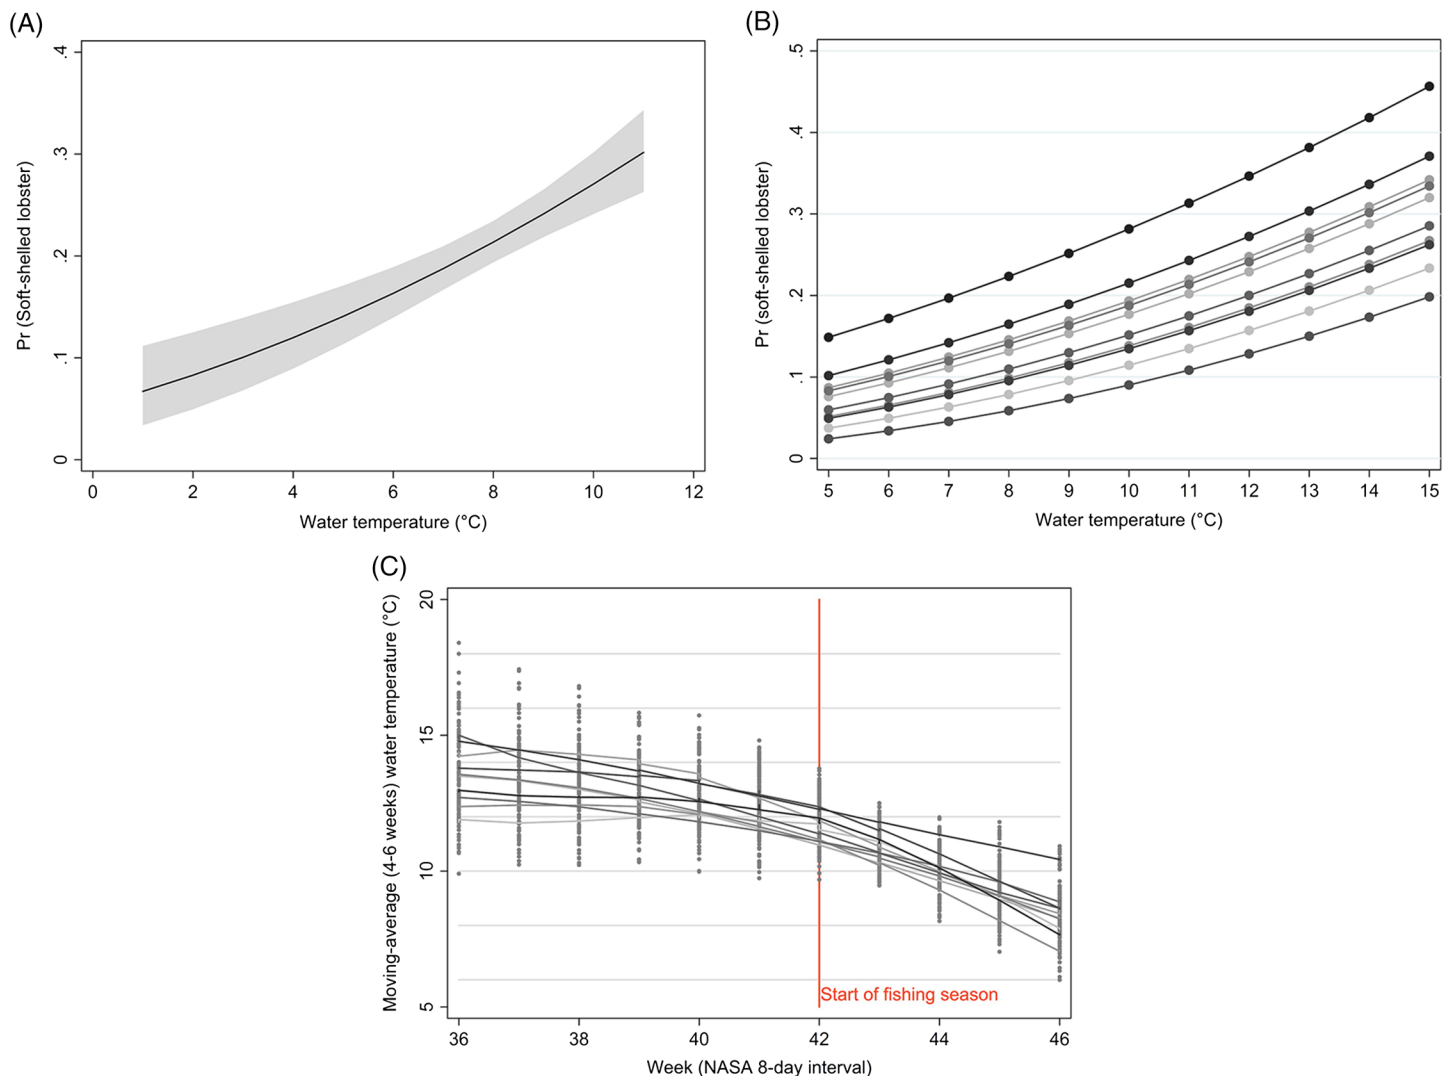 (A)
.4
.3
.2
.1
0
Pr (Soft-shelled lobster)
0 2 4 6 8 10 12
Water temperature (°C)
(B)
.5
.4
.3
.2
.1
0
Pr (soft-shelled lobster)
5 6 7 8 9 10 11 12 13 14 15
Water temperature (°C)
(C)
20
15
10
5
Moving-average (4-6 weeks) water temperature (°C)
Start of fishing season
36 38 40 42 44 46
Week (NASA 8-day interval)